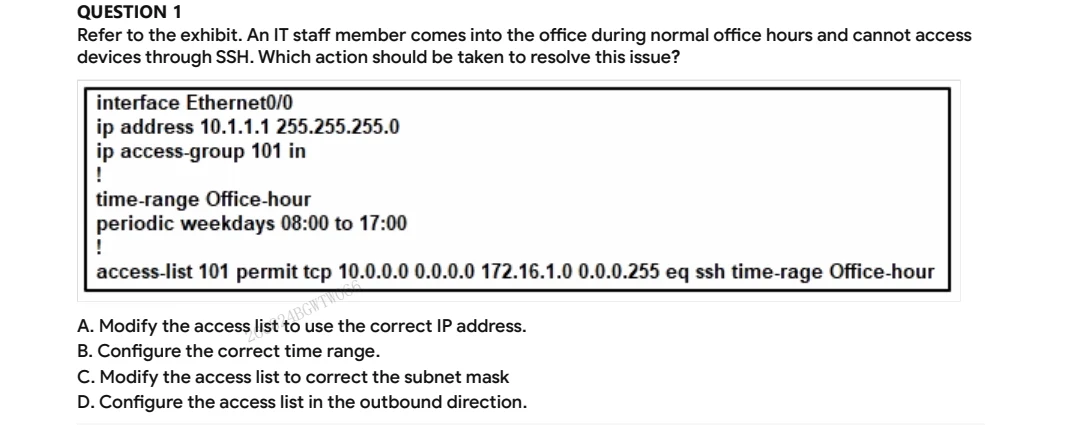 QUESTION 1
Refer to the exhibit. An IT staff member comes into the office during normal office hours and cannot access
devices through SSH. Which action should be taken to resolve this issue?
interface Ethernet0/0
ip address 10.1.1.1 255.255.255.0
ip access-group 101 in
!
time-range Office-hour
periodic weekdays 08:00 to 17:00
!
access-list 101 permit tcp 10.0.0.0 0.0.0.0 172.16.1.0 0.0.0.255 eq ssh time-rage Office-hour
A. Modify the access list to use the correct IP address.
B. Configure the correct time range.
C. Modify the access list to correct the subnet mask
D. Configure the access list in the outbound direction.